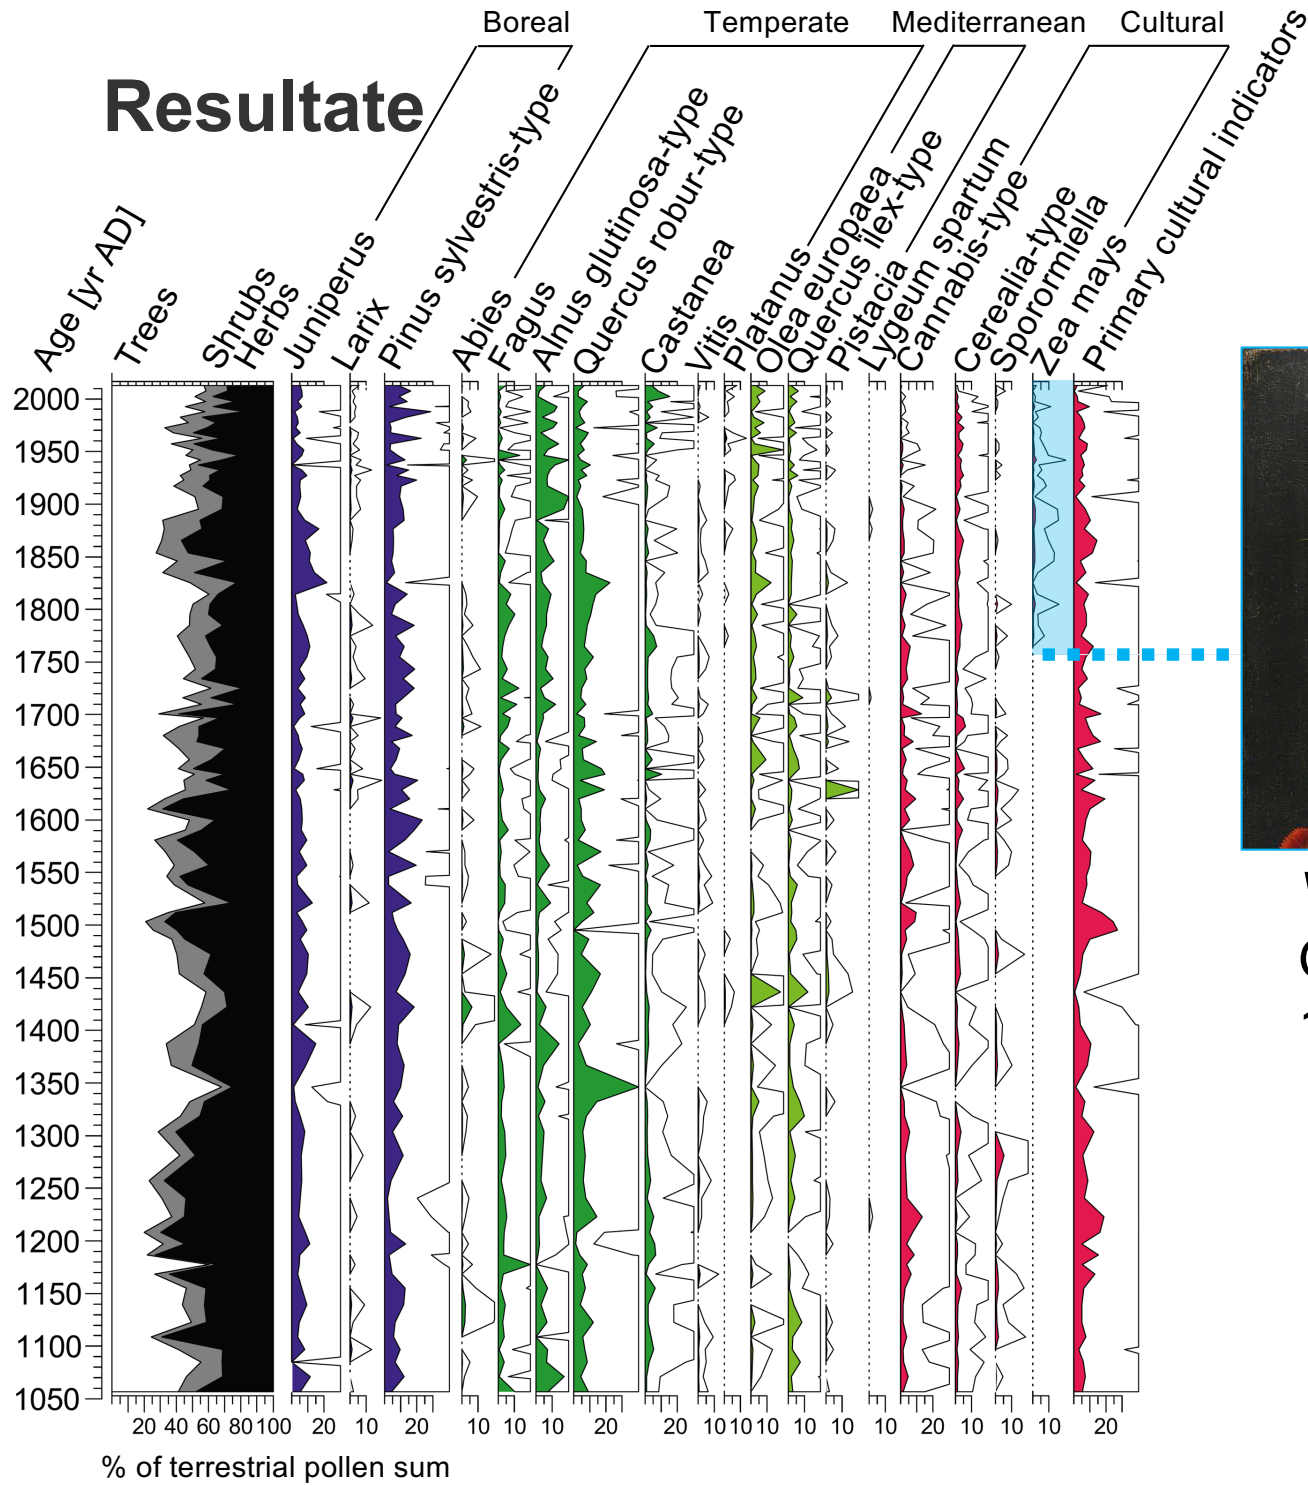 Boreal Temperate Mediterranean Cultural
Resultate
Age [yr AD]
Trees
Shrubs
Herbs
Juniperus
Larix
Pinus sylvestris-type
Abies
Fagus
Alnus glutinosa-type
Quercus robur-type
Castanea
Vitis
Platanus
Olea europaea
Quercus ilex-type
Pistacia
Lygeum spartum
Cannabis-type
Cerealia-type
Sporormiella
Zea mays
Primary cultural indicators
2000
1950
1900
1850
1800
1750
1700
1650
1600
1550
1500
1450
1400
1350
1300
1250
1200
1150
1100
1050
20 40 60 80 100 20 10 20 10 10 10 20 20 10 10 10 10 10 10 20 10 10 10 20
% of terrestrial pollen sum